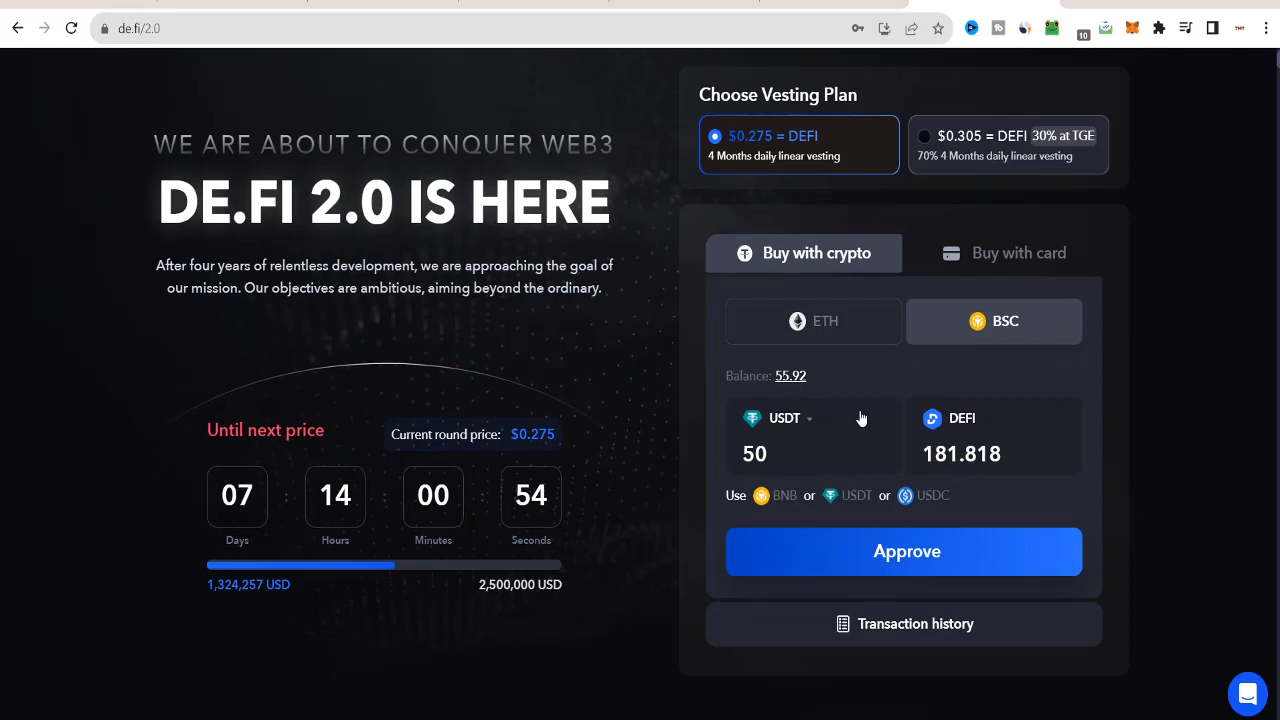 de.fi/2.0
10
TMT
WE ARE ABOUT TO CONQUER WEB3
DE.FI 2.0 IS HERE
After four years of relentless development, we are approaching the goal of
our mission. Our objectives are ambitious, aiming beyond the ordinary.
Until next price
Current round price: $0.275
07 : 14 : 00 : 54
Days Hours Minutes Seconds
1,324,257 USD 2,500,000 USD
Choose Vesting Plan
$0.275 = DEFI
4 Months daily linear vesting
$0.305 = DEFI 30% at TGE
70% 4 Months daily linear vesting
Buy with crypto
Buy with card
ETH
BSC
Balance: 55.92
USDT
50
DEFI
181.818
Use BNB or USDT or USDC
Approve
Transaction history